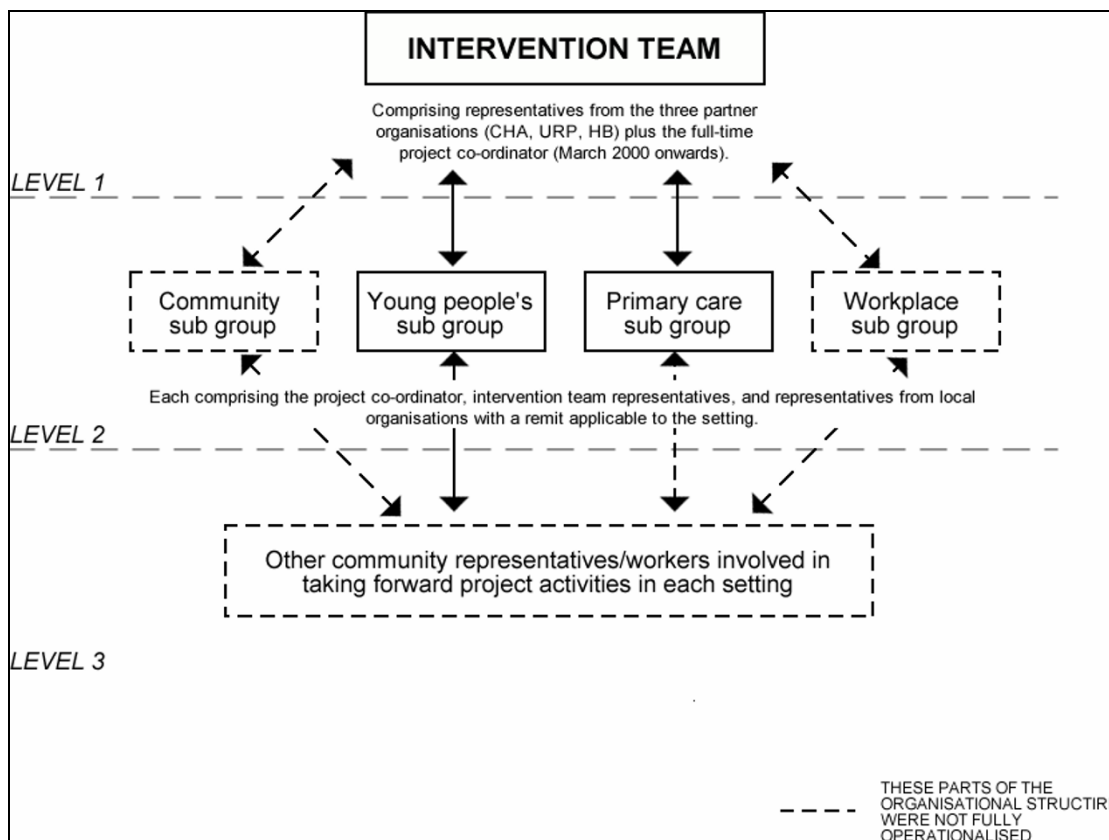 INTERVENTION TEAM
Comprising representatives from the three partner
organisations (CHA, URP, HB) plus the full-time
project co-ordinator (March 2000 onwards).
LEVEL 1
Community
sub group
Young people's
sub group
Primary care
sub group
Workplace
sub group
Each comprising the project co-ordinator, intervention team representatives, and representatives from local
organisations with a remit applicable to the setting.
LEVEL 2
Other community representatives/workers involved in
taking forward project activities in each setting
LEVEL 3
THESE PARTS OF THE
ORGANISATIONAL STRUCTIR
WERE NOT FULLY
OPERATIONALISED